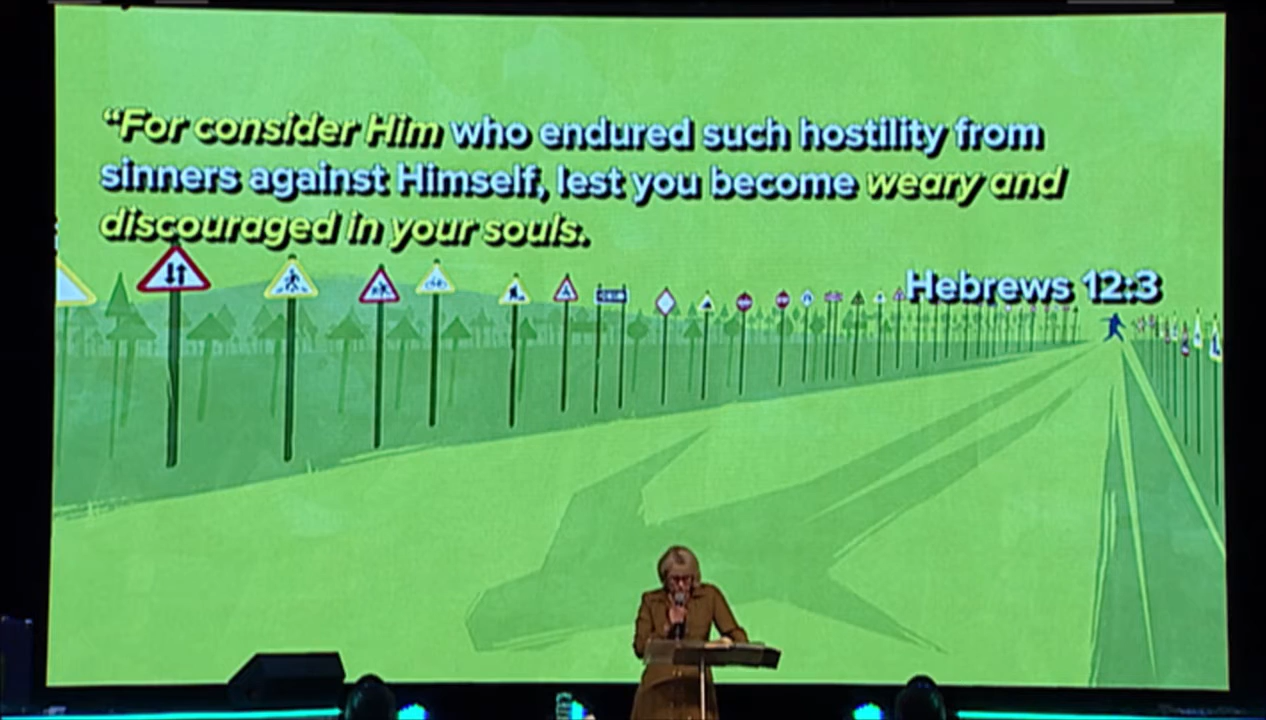 “For consider Him who endured such hostility from
sinners against Himself, lest you become weary and
discouraged in your souls.
Hebrews 12:3